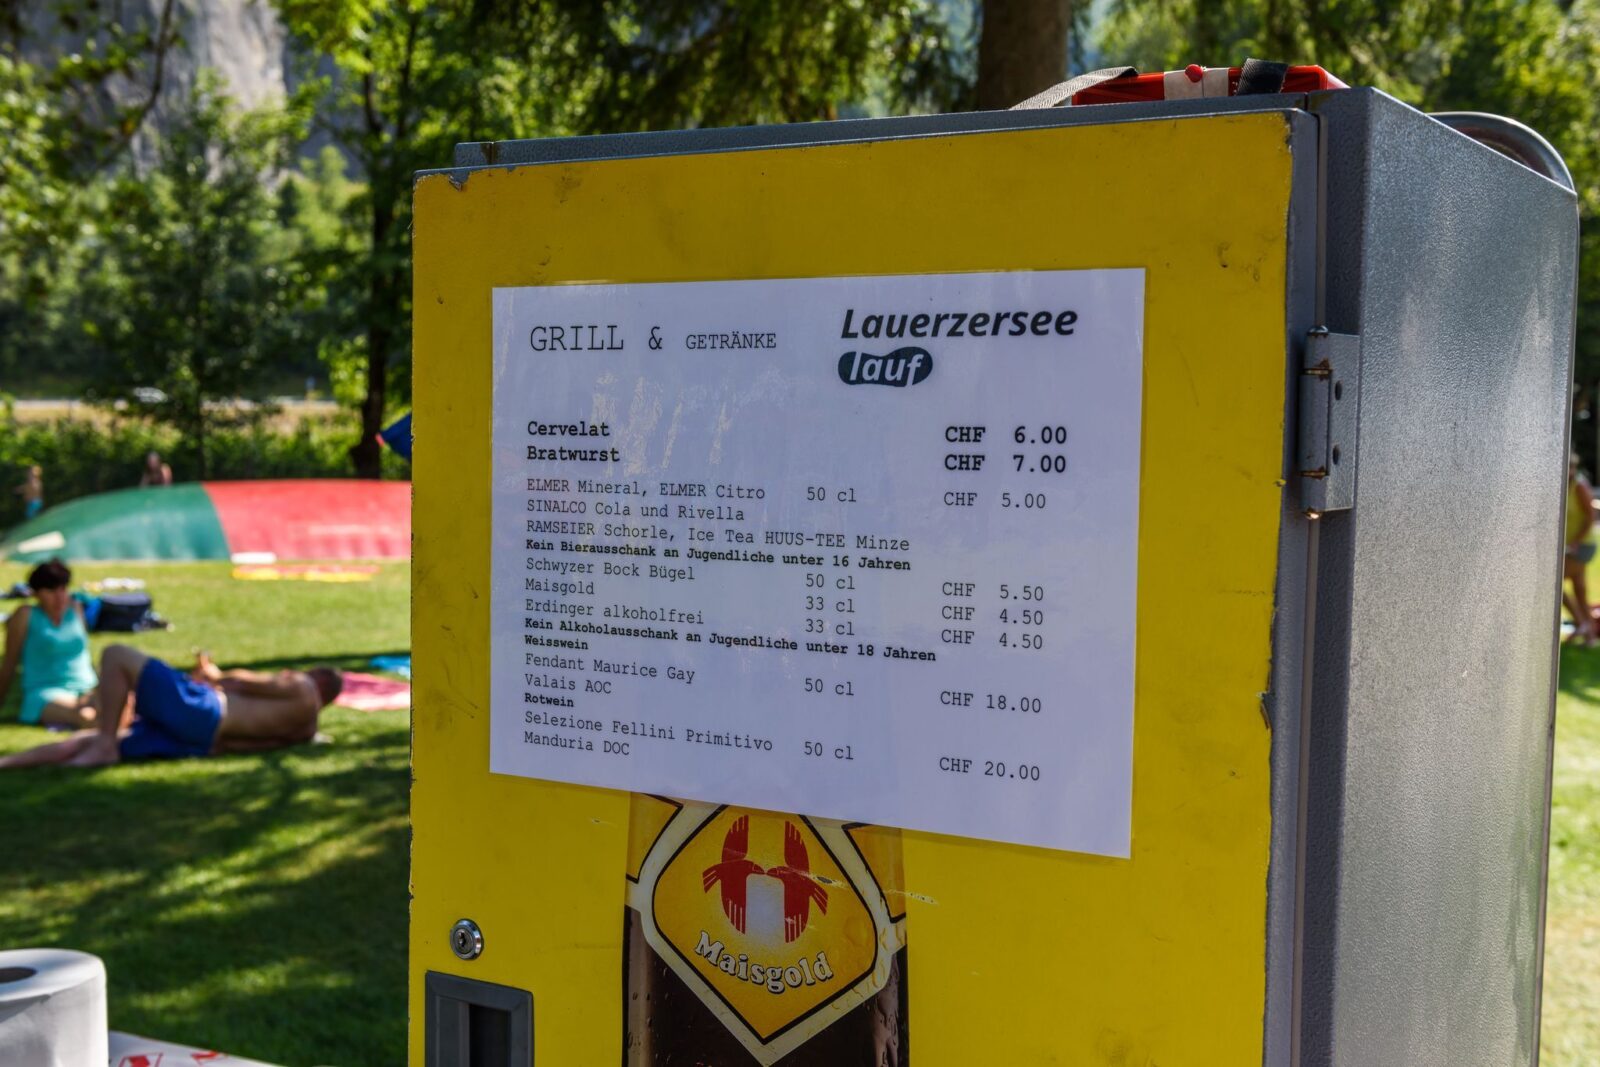 GRILL & GETRÄNKE
Lauerzersee
lauf
Cervelat CHF 6.00
Bratwurst CHF 7.00
ELMER Mineral, ELMER Citro 50 cl CHF 5.00
SINALCO Cola und Rivella
RAMSEIER Schorle, Ice Tea HUUS-TEE Minze
Kein Bierausschank an Jugendliche unter 16 Jahren
Schwyzer Bock Bügel 50 cl CHF 5.50
Maisgold 33 cl CHF 4.50
Erdinger alkoholfrei 33 cl CHF 4.50
Kein Alkoholausschank an Jugendliche unter 18 Jahren
Weisswein
Fendant Maurice Gay 50 cl CHF 18.00
Valais AOC
Rotwein
Selezione Fellini Primitivo 50 cl CHF 20.00
Manduria DOC
Maisgold